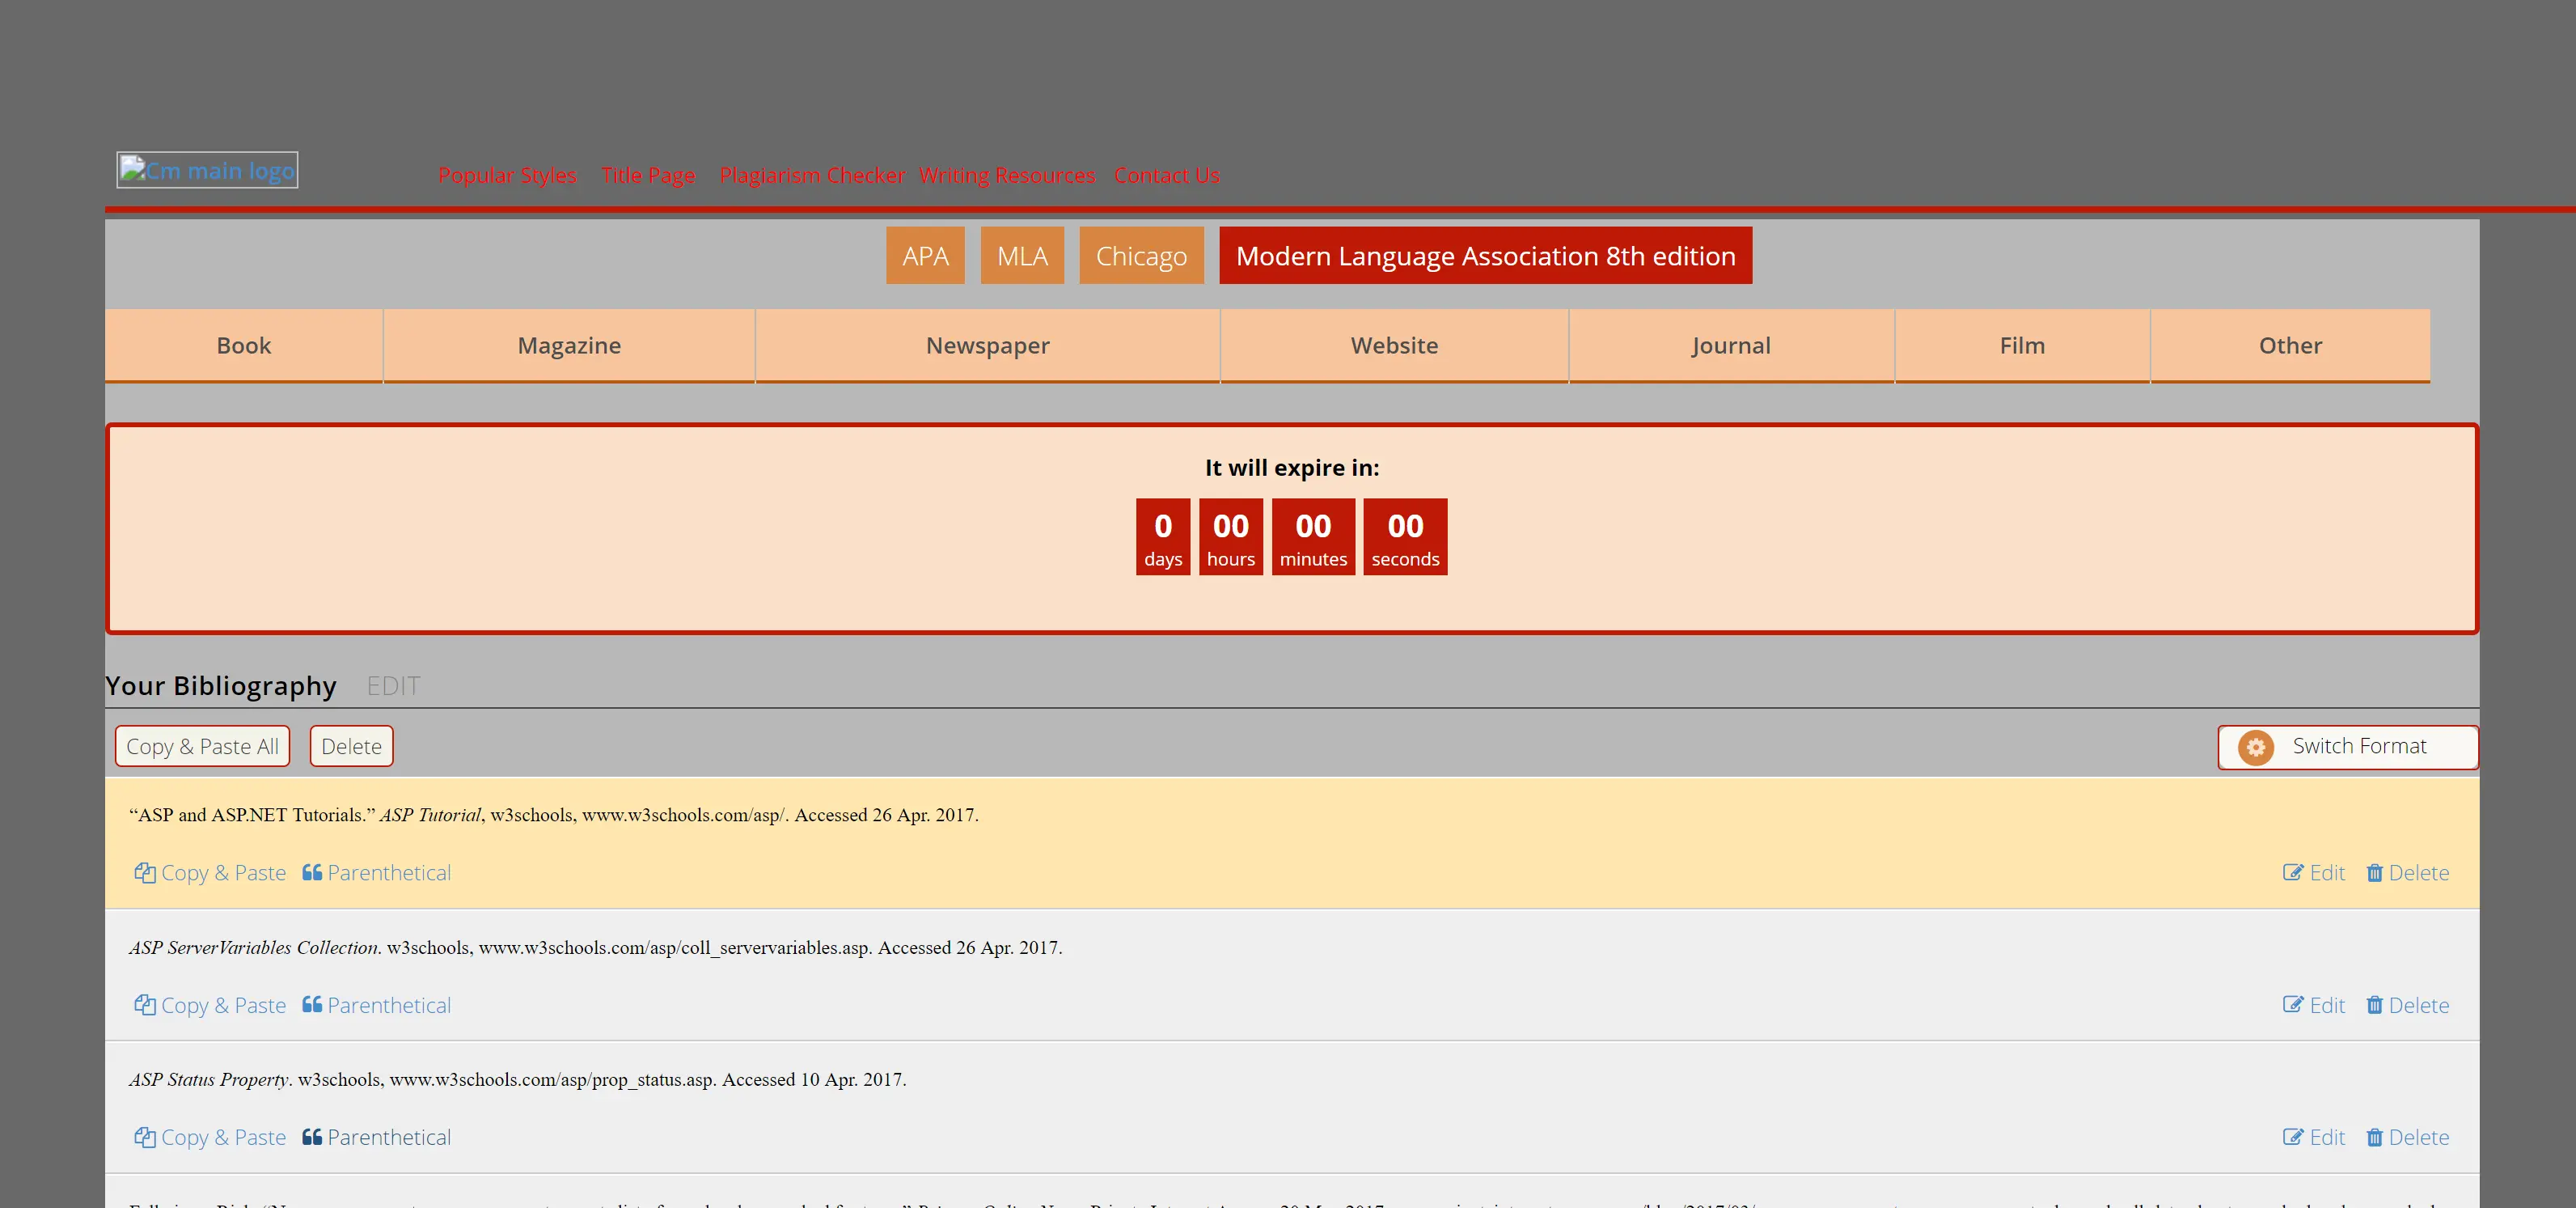 Cm main logo
Popular Styles Title Page Plagiarism Checker Writing Resources Contact Us
APA MLA Chicago Modern Language Association 8th edition
Book Magazine Newspaper Website Journal Film Other
It will expire in:
0 00 00 00
days hours minutes seconds
Your Bibliography EDIT
Copy & Paste All Delete Switch Format
“ASP and ASP.NET Tutorials.” ASP Tutorial, w3schools, www.w3schools.com/asp/. Accessed 26 Apr. 2017.
Copy & Paste Parenthetical Edit Delete
ASP ServerVariables Collection. w3schools, www.w3schools.com/asp/coll_servervariables.asp. Accessed 26 Apr. 2017.
Copy & Paste Parenthetical Edit Delete
ASP Status Property. w3schools, www.w3schools.com/asp/prop_status.asp. Accessed 10 Apr. 2017.
Copy & Paste Parenthetical Edit Delete